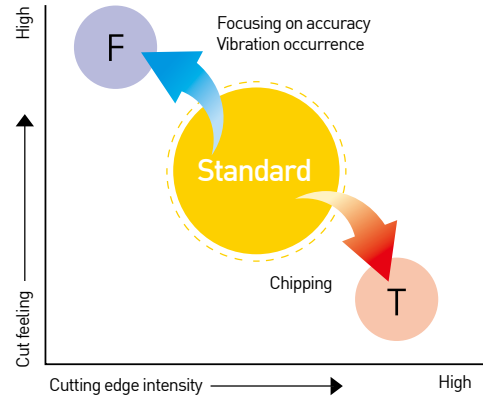 High
F
Focusing on accuracy
Vibration occurrence
Standard
Chipping
T
Cut feeling
Cutting edge intensity
High